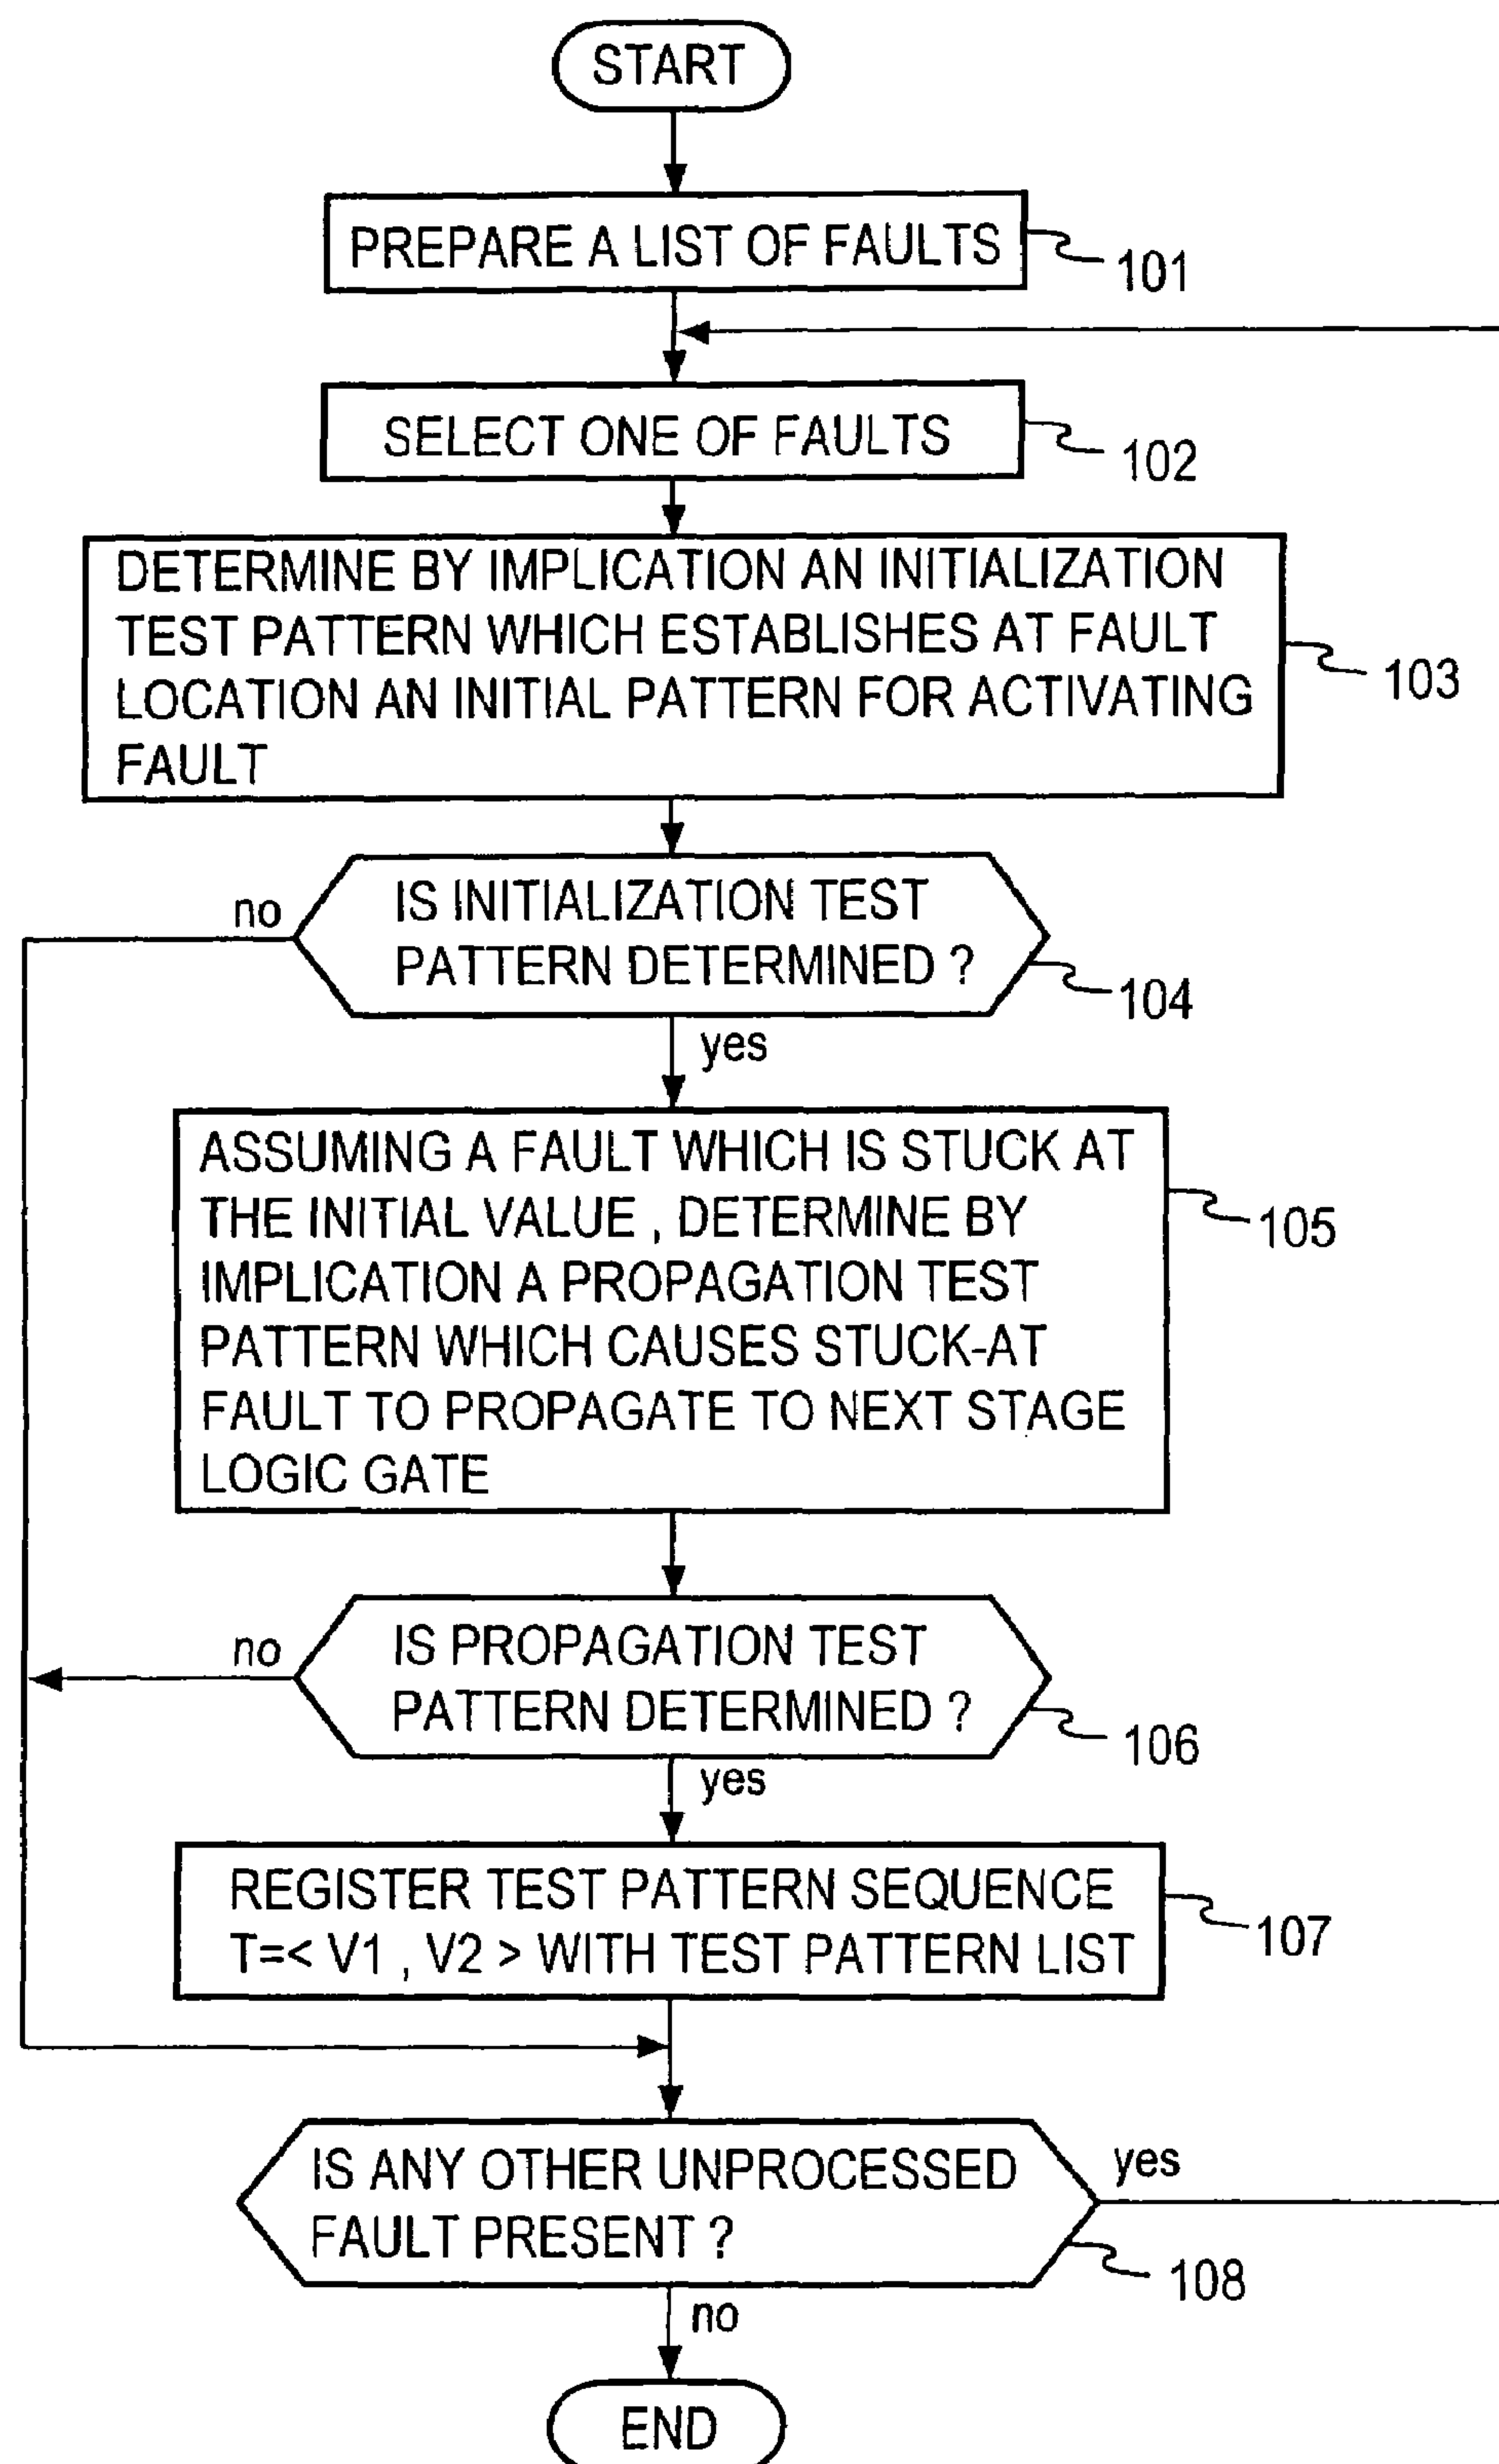 START
PREPARE A LIST OF FAULTS
101
SELECT ONE OF FAULTS
102
DETERMINE BY IMPLICATION AN INITIALIZATION
TEST PATTERN WHICH ESTABLISHES AT FAULT
LOCATION AN INITIAL PATTERN FOR ACTIVATING
FAULT
103
no
IS INITIALIZATION TEST
PATTERN DETERMINED ?
104
yes
ASSUMING A FAULT WHICH IS STUCK AT
THE INITIAL VALUE , DETERMINE BY
IMPLICATION A PROPAGATION TEST
PATTERN WHICH CAUSES STUCK-AT
FAULT TO PROPAGATE TO NEXT STAGE
LOGIC GATE
105
no
IS PROPAGATION TEST
PATTERN DETERMINED ?
106
yes
REGISTER TEST PATTERN SEQUENCE
T=< V1 , V2 > WITH TEST PATTERN LIST
107
IS ANY OTHER UNPROCESSED
FAULT PRESENT ?
yes
108
no
END